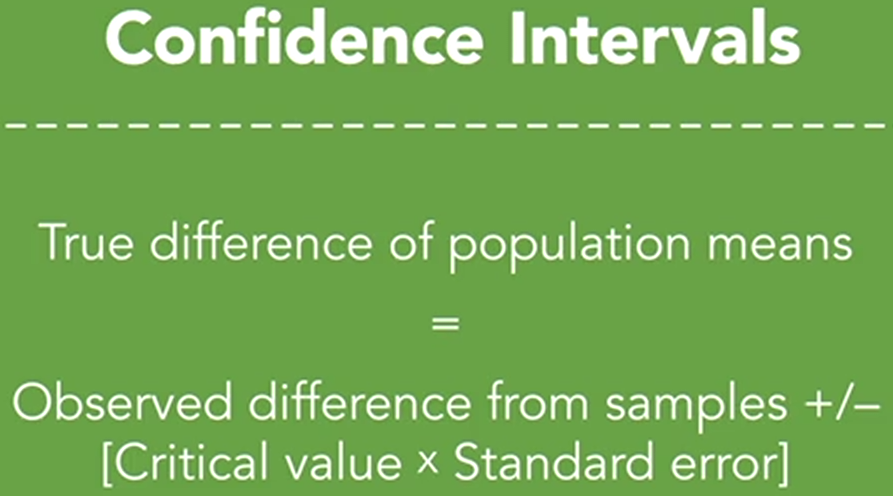 Confidence Intervals
True difference of population means
=
Observed difference from samples +/–
[Critical value x Standard error]